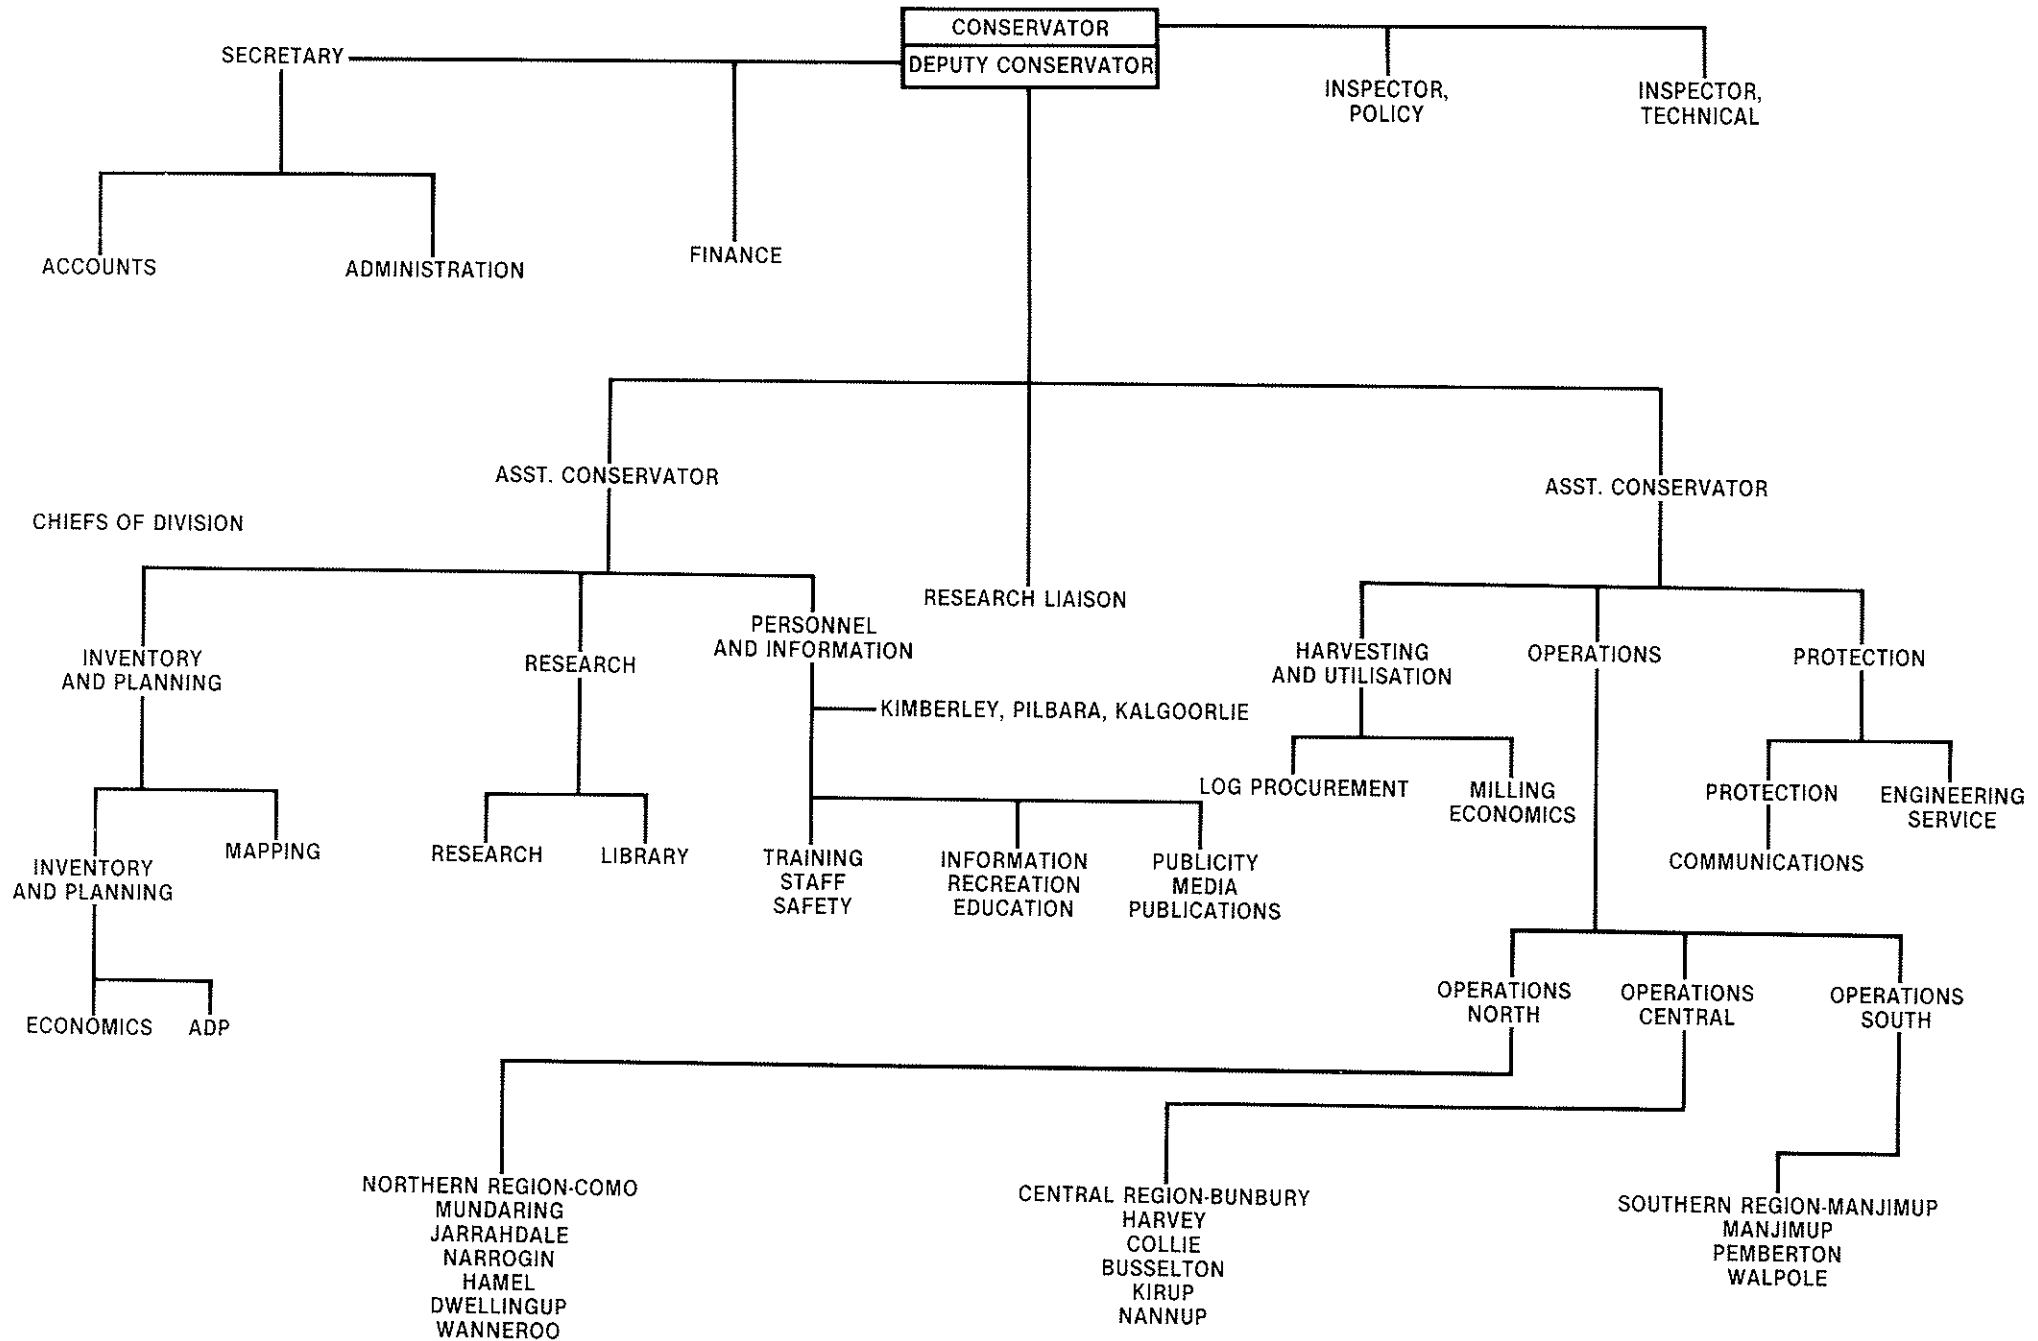 CONSERVATOR
DEPUTY CONSERVATOR
SECRETARY
INSPECTOR,
POLICY
INSPECTOR,
TECHNICAL
ACCOUNTS
ADMINISTRATION
FINANCE
ASST. CONSERVATOR
ASST. CONSERVATOR
CHIEFS OF DIVISION
RESEARCH LIAISON
INVENTORY
AND PLANNING
RESEARCH
PERSONNEL
AND INFORMATION
HARVESTING
AND UTILISATION
OPERATIONS
PROTECTION
KIMBERLEY, PILBARA, KALGOORLIE
LOG PROCUREMENT
MILLING
ECONOMICS
PROTECTION
ENGINEERING
SERVICE
COMMUNICATIONS
INVENTORY
AND PLANNING
MAPPING
RESEARCH
LIBRARY
TRAINING
STAFF
SAFETY
INFORMATION
RECREATION
EDUCATION
PUBLICITY
MEDIA
PUBLICATIONS
ECONOMICS
ADP
OPERATIONS
NORTH
OPERATIONS
CENTRAL
OPERATIONS
SOUTH
NORTHERN REGION-COMO
MUNDARING
JARRAHDALE
NARROGIN
HAMEL
DWELLINGUP
WANNEROO
CENTRAL REGION-BUNBURY
HARVEY
COLLIE
BUSSELTON
KIRUP
NANNUP
SOUTHERN REGION-MANJIMUP
MANJIMUP
PEMBERTON
WALPOLE